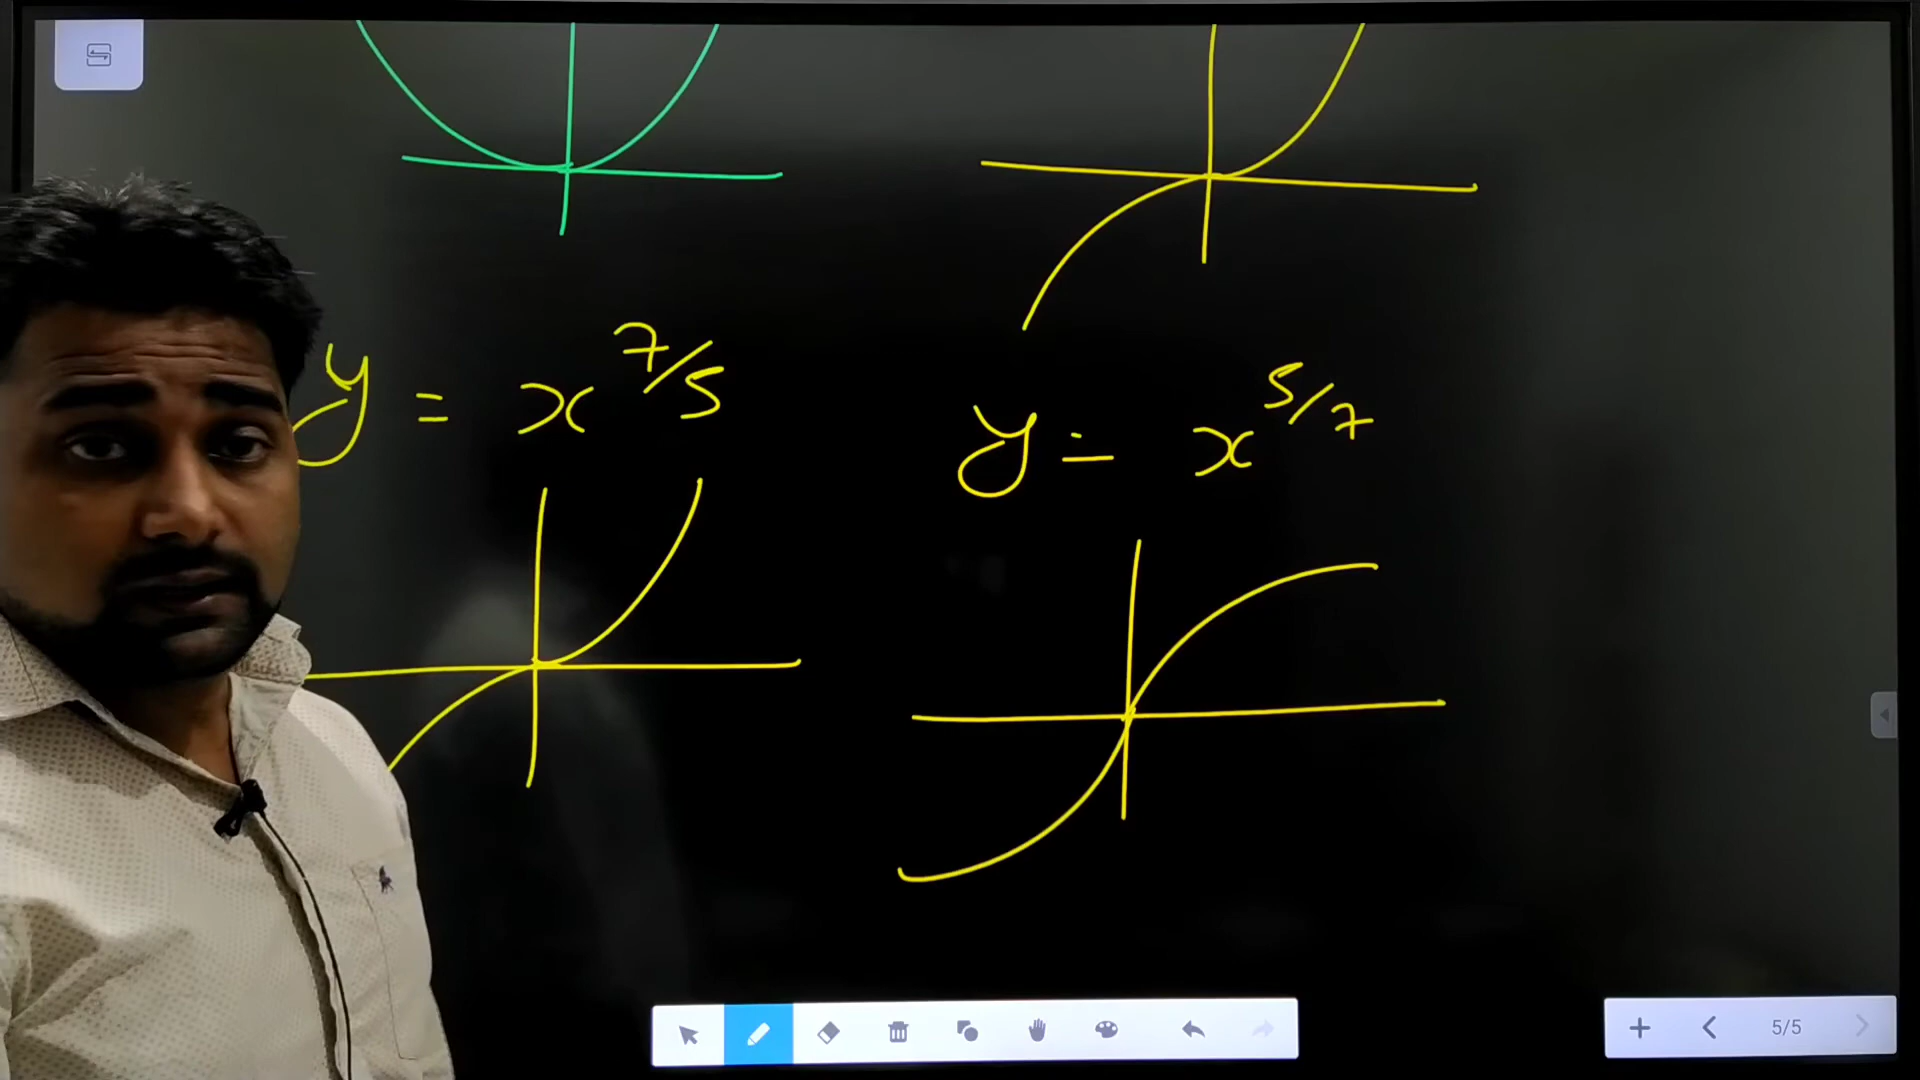 y = x^{7/5}
y = x^{5/7}
5/5